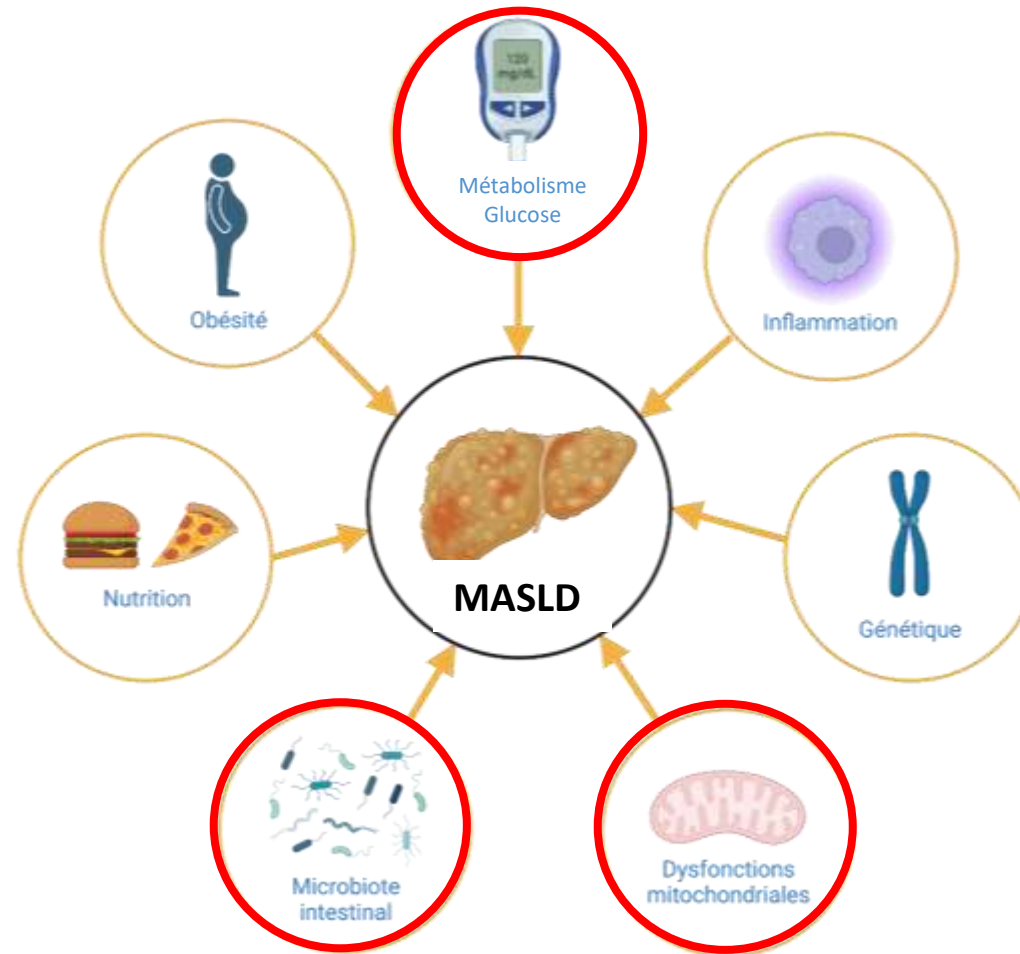 120
mg/dL
Métabolisme
Glucose
Obésité
Inflammation
MASLD
Nutrition
Génétique
Microbiote
intestinal
Dysfonctions
mitochondriales